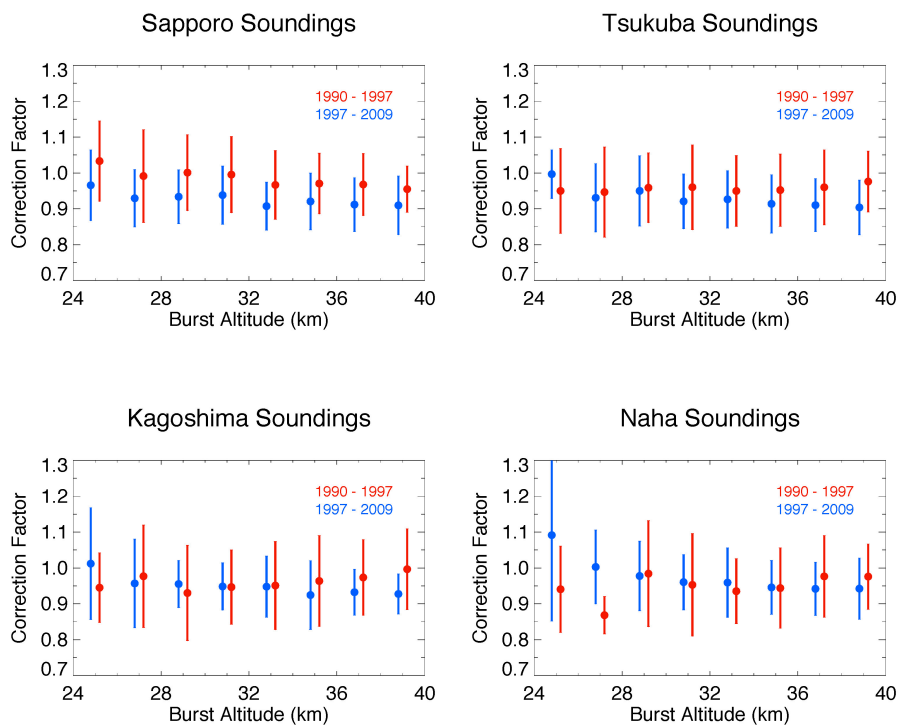 Sapporo Soundings
1.3
1.2
1.1
1.0
0.9
0.8
0.7
Correction Factor
1990 - 1997
1997 - 2009
24 28 32 36 40
Burst Altitude (km)
Tsukuba Soundings
1.3
1.2
1.1
1.0
0.9
0.8
0.7
Correction Factor
1990 - 1997
1997 - 2009
24 28 32 36 40
Burst Altitude (km)
Kagoshima Soundings
1.3
1.2
1.1
1.0
0.9
0.8
0.7
Correction Factor
1990 - 1997
1997 - 2009
24 28 32 36 40
Burst Altitude (km)
Naha Soundings
1.3
1.2
1.1
1.0
0.9
0.8
0.7
Correction Factor
1990 - 1997
1997 - 2009
24 28 32 36 40
Burst Altitude (km)